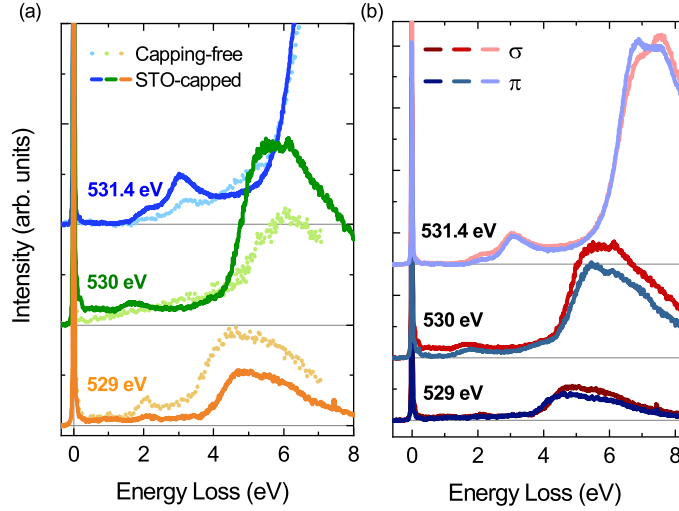 (a)
Capping-free
STO-capped
531.4 eV
530 eV
529 eV
Intensity (arb. units)
0 2 4 6 8
Energy Loss (eV)
(b)
σ
π
531.4 eV
530 eV
529 eV
0 2 4 6 8
Energy Loss (eV)